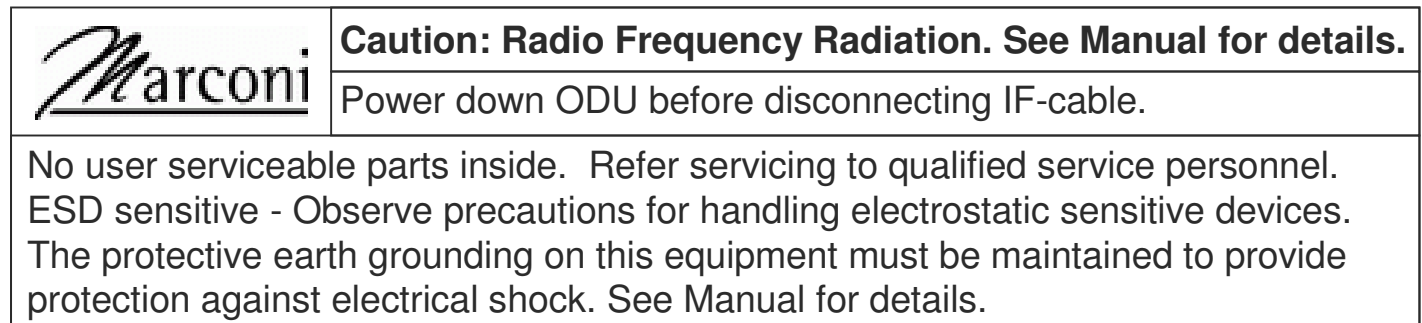 Marconi
Caution: Radio Frequency Radiation. See Manual for details.
Power down ODU before disconnecting IF-cable.
No user serviceable parts inside.  Refer servicing to qualified service personnel.
ESD sensitive - Observe precautions for handling electrostatic sensitive devices.
The protective earth grounding on this equipment must be maintained to provide
protection against electrical shock. See Manual for details.